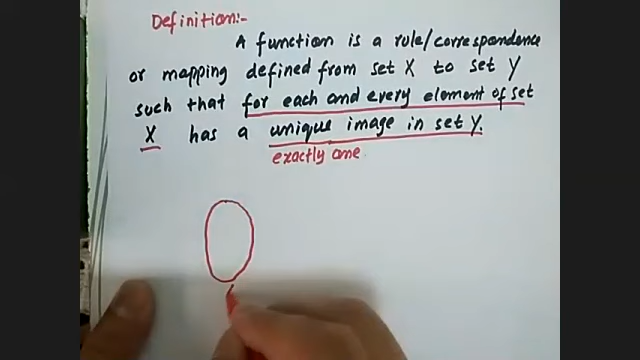 Definition:-
A function is a rule/correspondence
or mapping defined from set X to set Y
such that for each and every element of set
X has a unique image in set Y.
exactly one